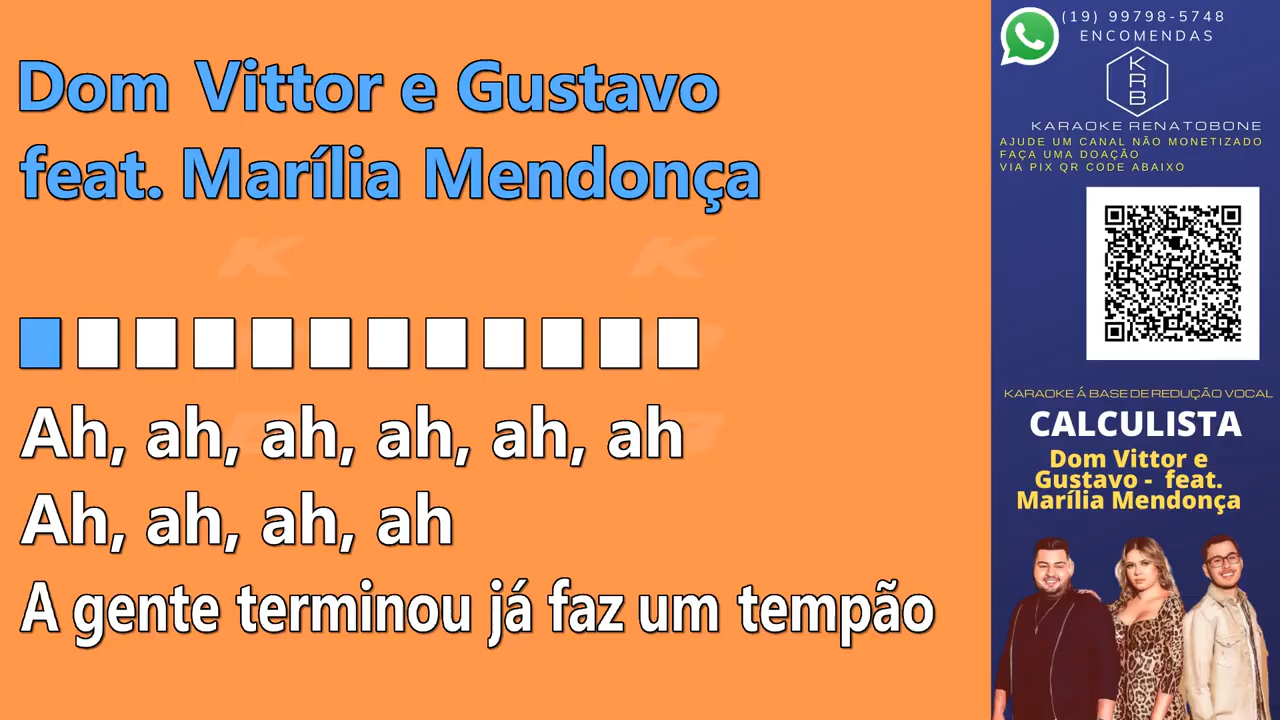 Dom Vittor e Gustavo
feat. Marília Mendonça
Ah, ah, ah, ah, ah, ah
Ah, ah, ah, ah
A gente terminou já faz um tempão
(19) 99798-5748
ENCOMENDAS
K
R
B
KARAOKE RENATOBONE
AJUDE UM CANAL NÃO MONETIZADO
FAÇA UMA DOAÇÃO
VIA PIX QR CODE ABAIXO
KARAOKE Á BASE DE REDUÇÃO VOCAL
CALCULISTA
Dom Vittor e
Gustavo - feat.
Marília Mendonça